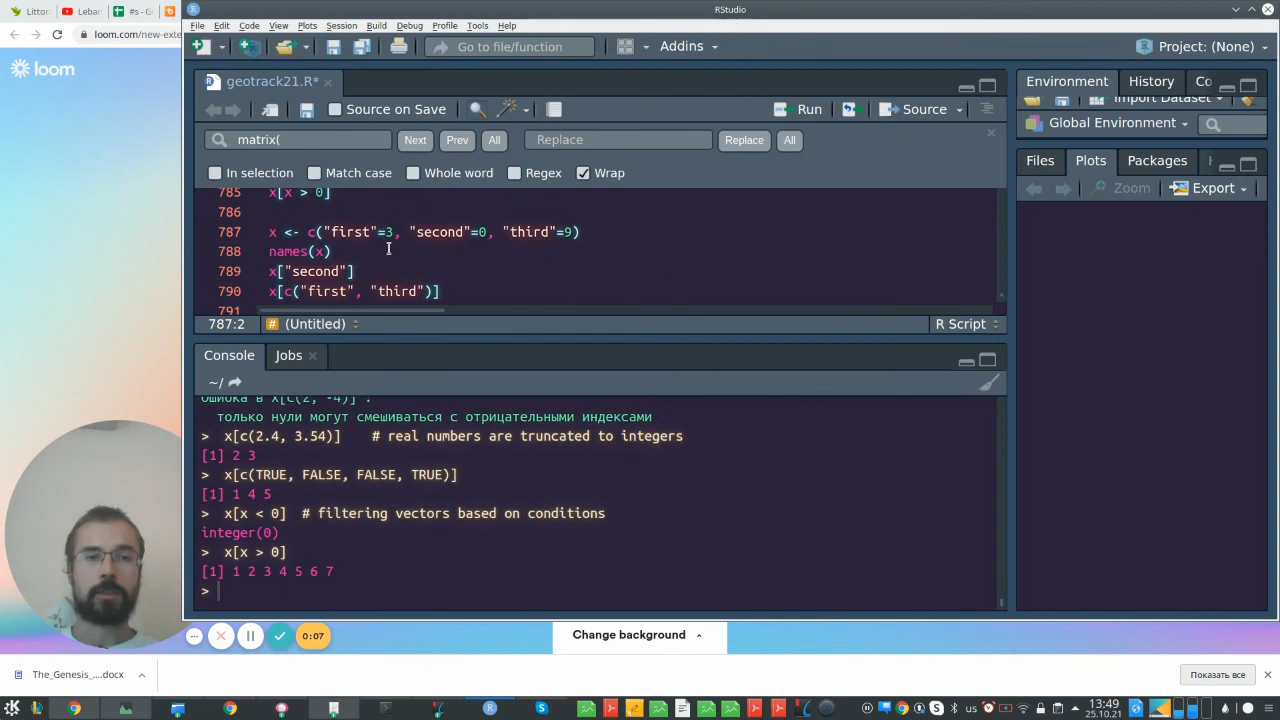 Littor
Lebar
#s - G
RStudio
loom.com/new-exte
loom
File Edit Code View Plots Session Build Debug Profile Tools Help
Go to file/function
Addins
Project: (None)
geotrack21.R*
Source on Save
Run
Source
matrix(
Next
Prev
All
Replace
Replace
All
In selection
Match case
Whole word
Regex
Wrap
785 x[x > 0]
786
787 x <- c("first"=3, "second"=0, "third"=9)
788 names(x)
789 x["second"]
790 x[c("first", "third")]
791
787:2
# (Untitled)
R Script
Console
Jobs
~/
Ошибка в x[c(2, -4)] :
только нули могут смешиваться с отрицательными индексами
> x[c(2.4, 3.54)] # real numbers are truncated to integers
[1] 2 3
> x[c(TRUE, FALSE, FALSE, TRUE)]
[1] 1 4 5
> x[x < 0] # filtering vectors based on conditions
integer(0)
> x[x > 0]
[1] 1 2 3 4 5 6 7
>
Environment
History
Co
Import Dataset
Global Environment
Files
Plots
Packages
Zoom
Export
0:07
Change background
The_Genesis_....docx
Показать все
us
13:49
25.10.21